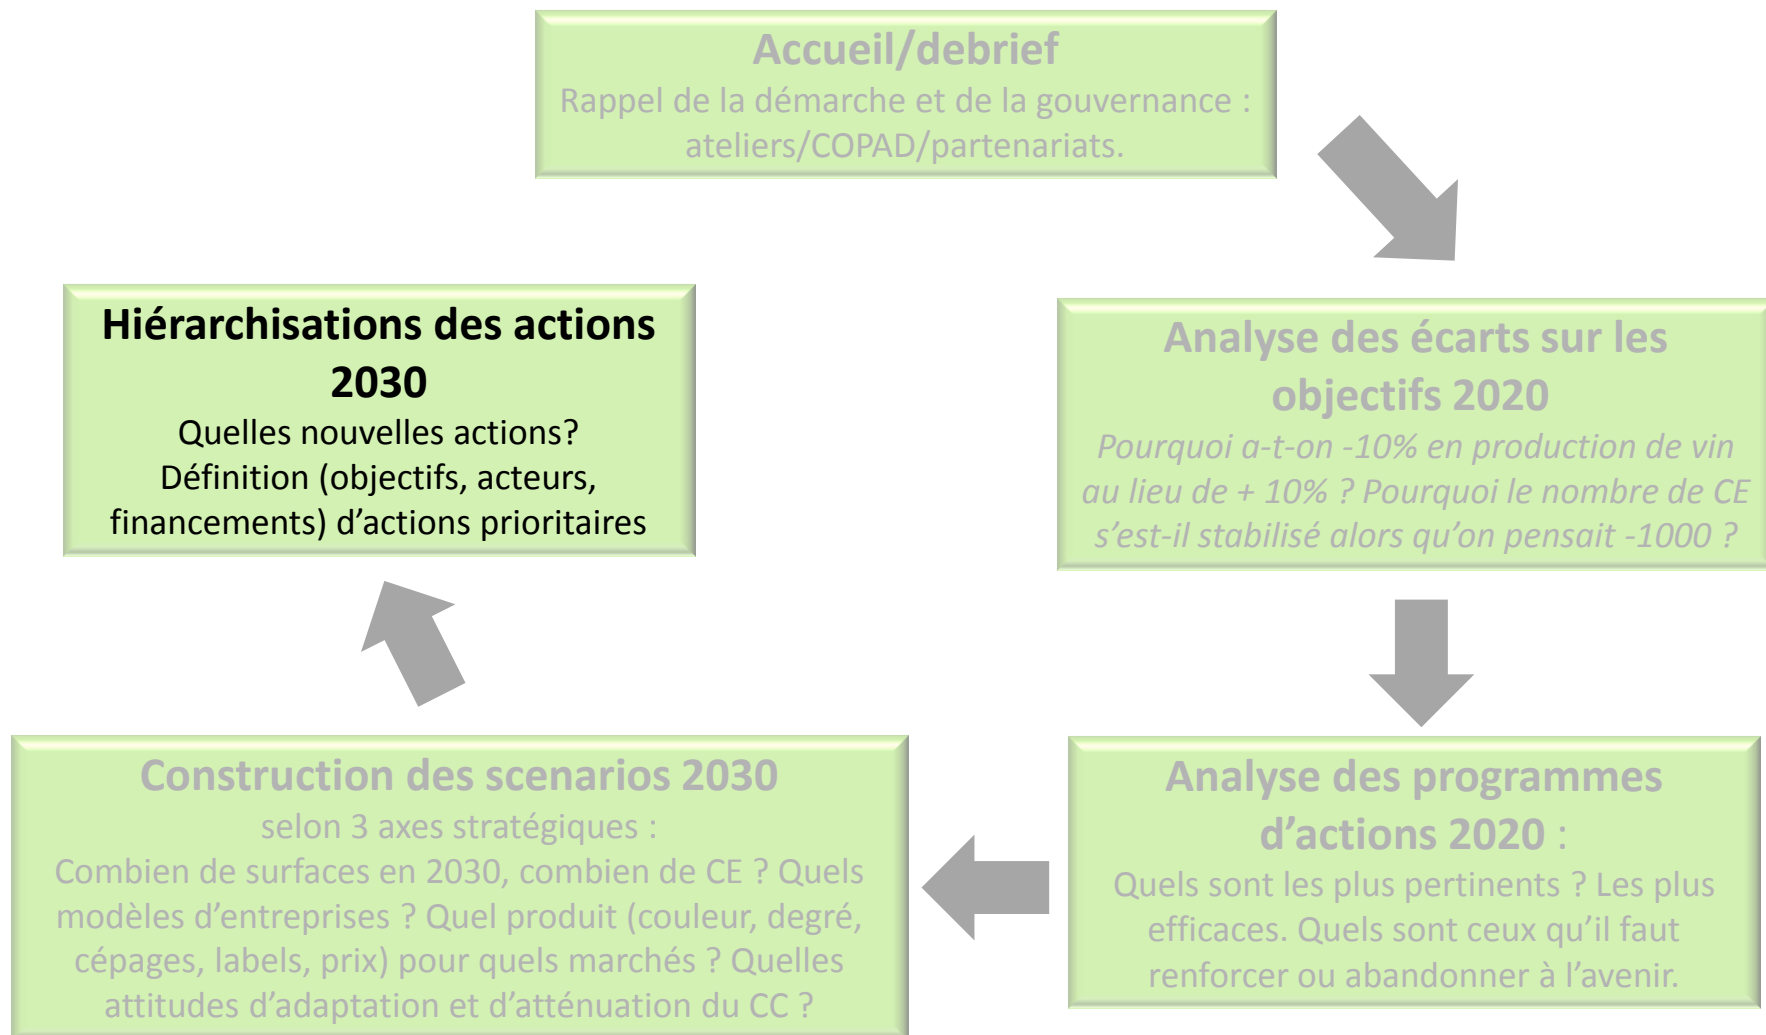 Accueil/debrief
Rappel de la démarche et de la gouvernance :
ateliers/COPAD/partenariats.
Analyse des écarts sur les
objectifs 2020
Pourquoi a-t-on -10% en production de vin
au lieu de + 10% ? Pourquoi le nombre de CE
s’est-il stabilisé alors qu’on pensait -1000 ?
Analyse des programmes
d’actions 2020 :
Quels sont les plus pertinents ? Les plus
efficaces. Quels sont ceux qu’il faut
renforcer ou abandonner à l’avenir.
Construction des scenarios 2030
selon 3 axes stratégiques :
Combien de surfaces en 2030, combien de CE ? Quels
modèles d’entreprises ? Quel produit (couleur, degré,
cépages, labels, prix) pour quels marchés ? Quelles
attitudes d’adaptation et d’atténuation du CC ?
Hiérarchisations des actions
2030
Quelles nouvelles actions?
Définition (objectifs, acteurs,
financements) d’actions prioritaires